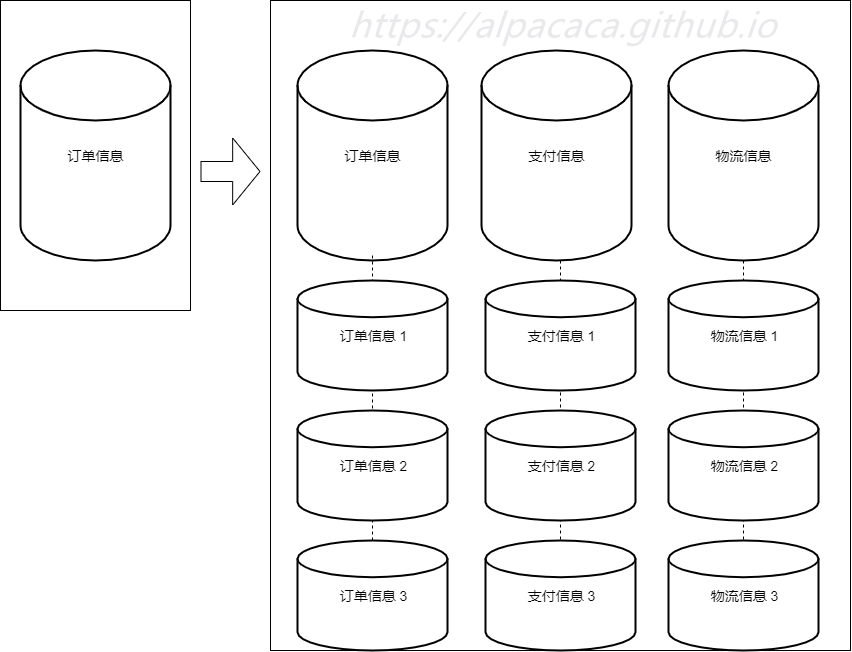 https://alpacaca.github.io
订单信息
订单信息
支付信息
物流信息
订单信息 1
支付信息 1
物流信息 1
订单信息 2
支付信息 2
物流信息 2
订单信息 3
支付信息 3
物流信息 3